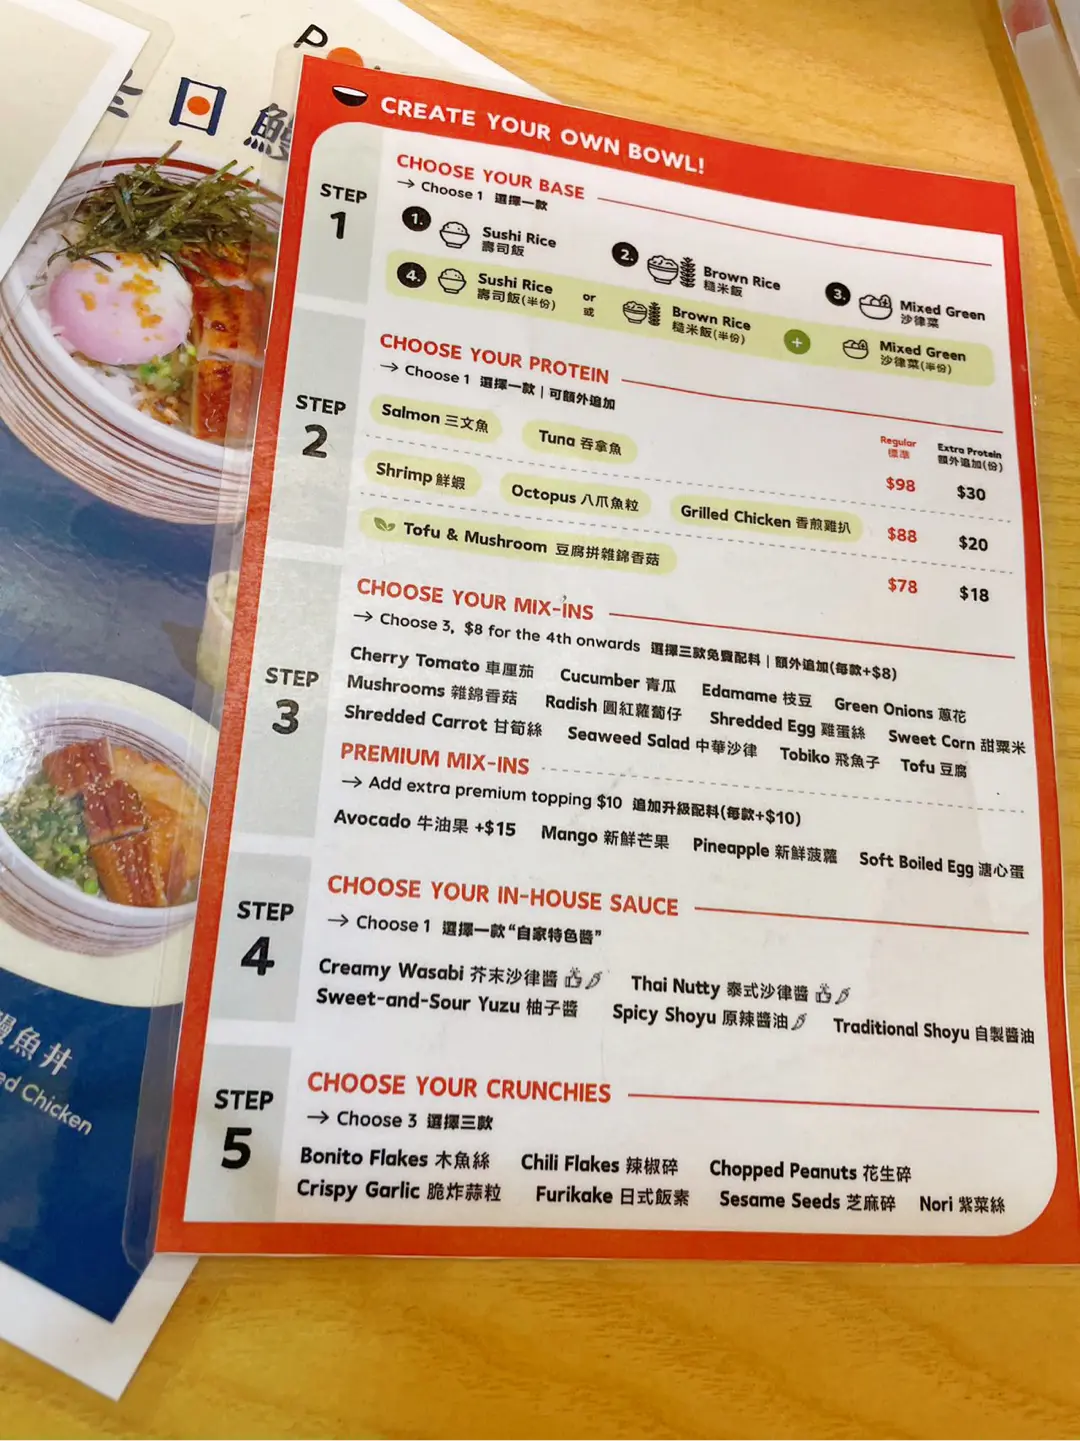 全日鰻
鰻魚丼
ed Chicken
CREATE YOUR OWN BOWL!
STEP 1
CHOOSE YOUR BASE
→ Choose 1 選擇一款
1. Sushi Rice 壽司飯
2. Brown Rice 糙米飯
3. Mixed Green 沙律菜
4. Sushi Rice 壽司飯(半份) or 或 Brown Rice 糙米飯(半份) + Mixed Green 沙律菜(半份)
STEP 2
CHOOSE YOUR PROTEIN
→ Choose 1 選擇一款 | 可額外追加
Regular 標準 Extra Protein 額外追加(份)
Salmon 三文魚 Tuna 吞拿魚 $98 $30
Shrimp 鮮蝦 Octopus 八爪魚粒 Grilled Chicken 香煎雞扒 $88 $20
Tofu & Mushroom 豆腐拼雜錦香菇 $78 $18
STEP 3
CHOOSE YOUR MIX-INS
→ Choose 3, $8 for the 4th onwards 選擇三款免費配料 | 額外追加(每款+$8)
Cherry Tomato 車厘茄 Cucumber 青瓜 Edamame 枝豆 Green Onions 蔥花
Mushrooms 雜錦香菇 Radish 圓紅蘿蔔仔 Shredded Egg 雞蛋絲 Sweet Corn 甜粟米
Shredded Carrot 甘筍絲 Seaweed Salad 中華沙律 Tobiko 飛魚子 Tofu 豆腐
PREMIUM MIX-INS
→ Add extra premium topping $10 追加升級配料(每款+$10)
Avocado 牛油果 +$15 Mango 新鮮芒果 Pineapple 新鮮菠蘿 Soft Boiled Egg 溏心蛋
STEP 4
CHOOSE YOUR IN-HOUSE SAUCE
→ Choose 1 選擇一款“自家特色醬”
Creamy Wasabi 芥末沙律醬 Thai Nutty 泰式沙律醬
Sweet-and-Sour Yuzu 柚子醬 Spicy Shoyu 原辣醬油 Traditional Shoyu 自製醬油
STEP 5
CHOOSE YOUR CRUNCHIES
→ Choose 3 選擇三款
Bonito Flakes 木魚絲 Chili Flakes 辣椒碎 Chopped Peanuts 花生碎
Crispy Garlic 脆炸蒜粒 Furikake 日式飯素 Sesame Seeds 芝麻碎 Nori 紫菜絲